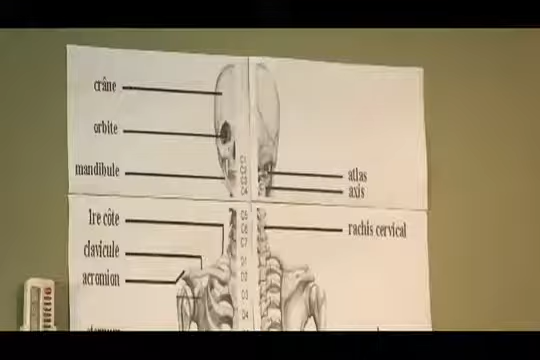 crâne
orbite
mandibule
atlas
axis
1re côte
rachis cervical
clavicule
acromion